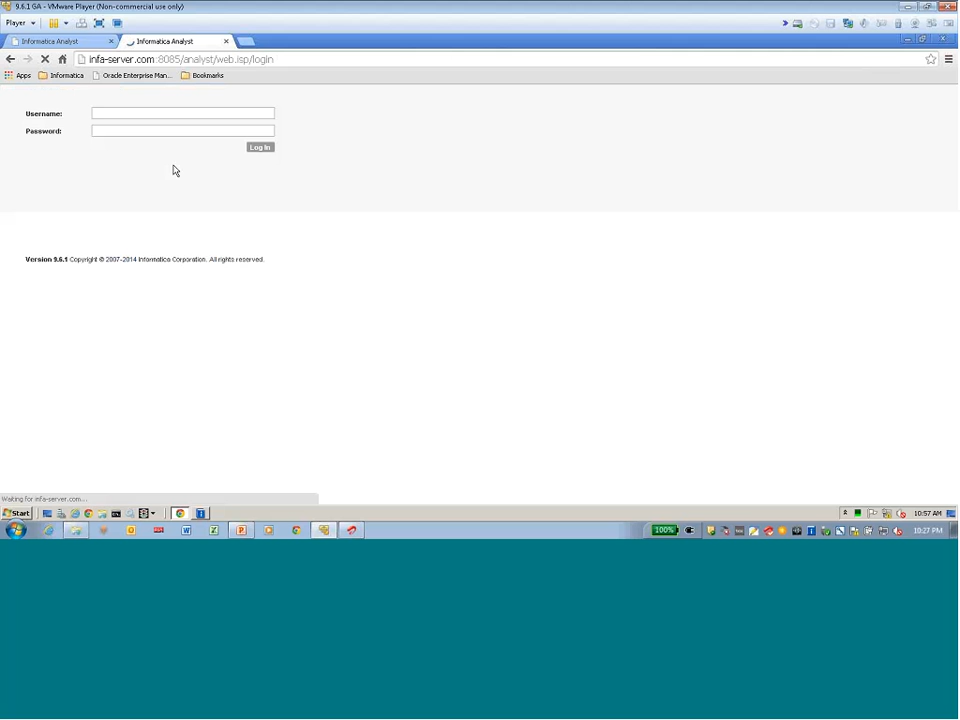 9.6.1 GA - VMware Player (Non-commercial use only)
Player
Informatica Analyst
Informatica Analyst
infa-server.com:8085/analyst/web.isp/login
Apps Informatica Oracle Enterprise Man... Bookmarks
Username:
Password:
Log In
Version 9.6.1 Copyright © 2007-2014 Informatica Corporation. All rights reserved.
Waiting for infa-server.com...
Start
10:57 AM
100%
10:27 PM